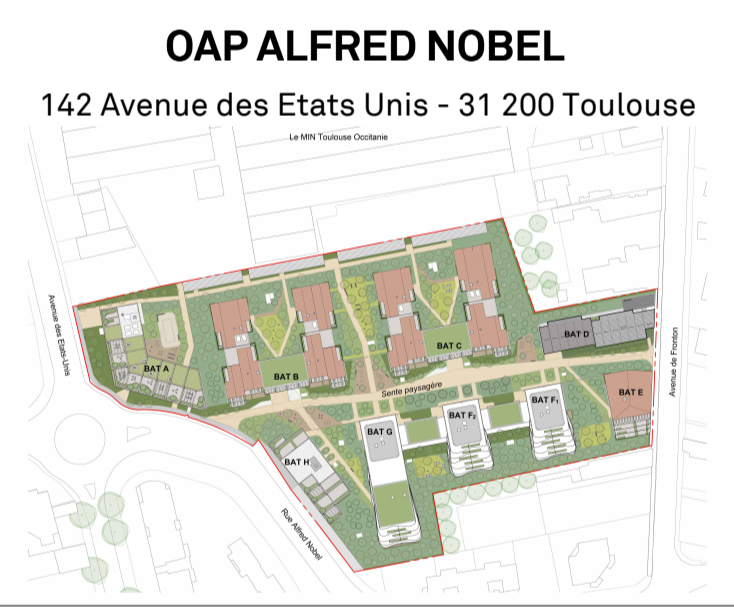 OAP ALFRED NOBEL
142 Avenue des Etats Unis - 31 200 Toulouse
Le MIN Toulouse Occitanie
Avenue des Etats-Unis
BAT A
BAT B
BAT C
BAT D
Avenue de Fronton
Sente paysagère
BAT E
BAT F1
BAT F2
BAT G
BAT H
Rue Alfred Nobel